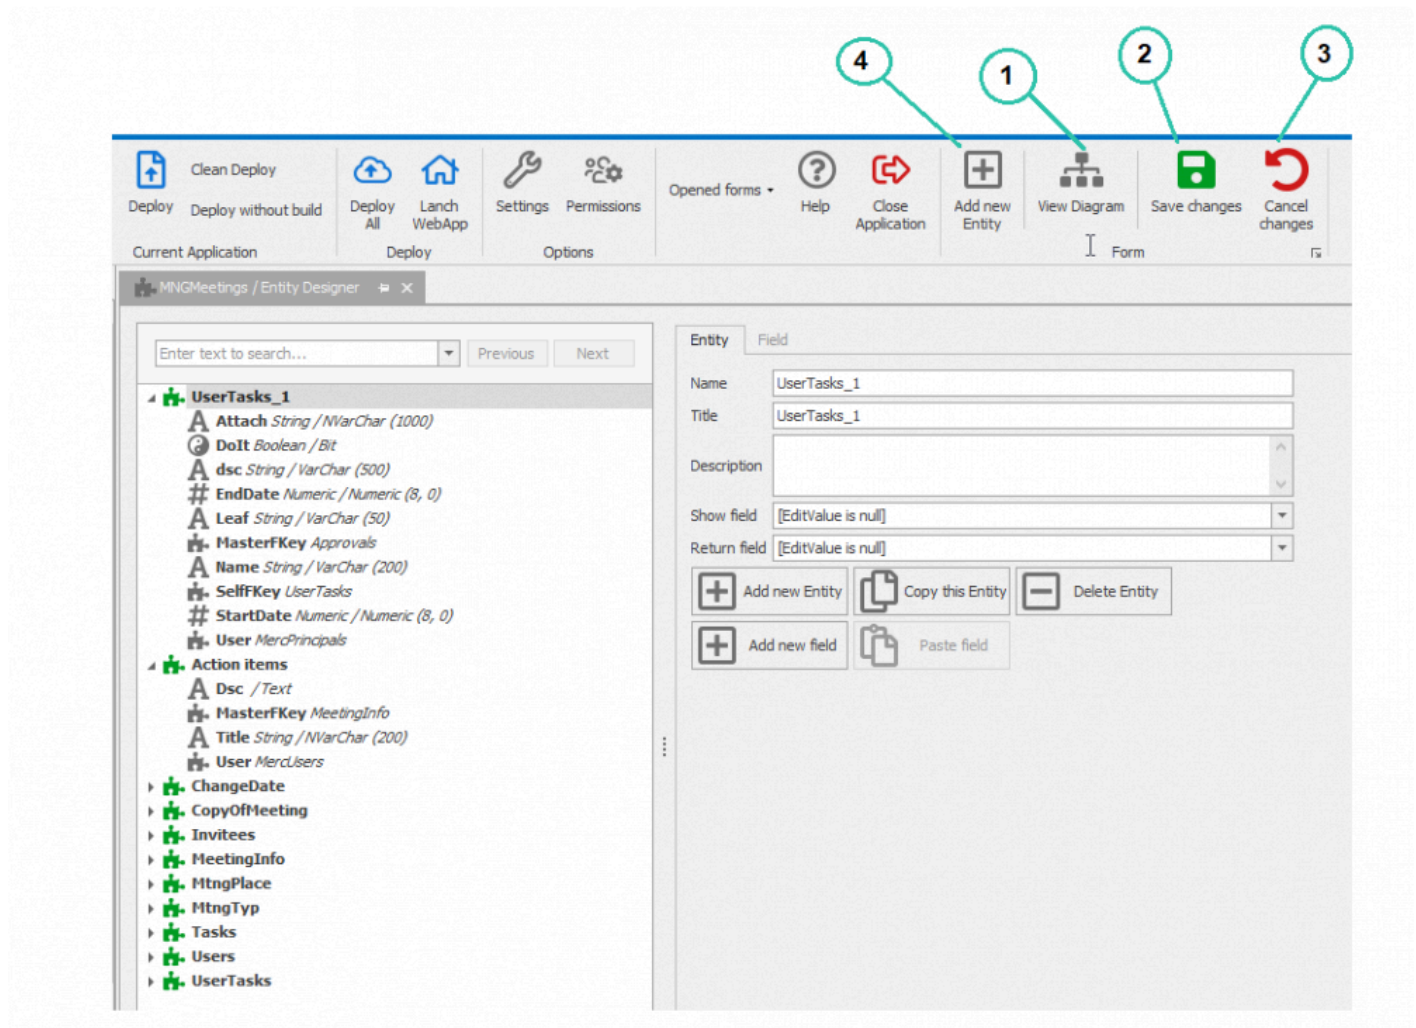 4
1
2
3
Clean Deploy
Deploy without build
Deploy
Current Application
Deploy All
Lanch WebApp
Deploy
Settings
Permissions
Options
Opened forms
Help
Close Application
Add new Entity
View Diagram
Save changes
Cancel changes
Form
MNGMeetings / Entity Designer
Enter text to search...
Previous
Next
UserTasks_1
Attach String / NVarChar (1000)
DoIt Boolean / Bit
dsc String / VarChar (500)
EndDate Numeric / Numeric (8, 0)
Leaf String / VarChar (50)
MasterFKey Approvals
Name String / VarChar (200)
SelfFKey UserTasks
StartDate Numeric / Numeric (8, 0)
User MercPrincipals
Action items
Dsc / Text
MasterFKey MeetingInfo
Title String / NVarChar (200)
User MercUsers
ChangeDate
CopyOfMeeting
Invitees
MeetingInfo
MtngPlace
MtngTyp
Tasks
Users
UserTasks
Entity
Field
Name UserTasks_1
Title UserTasks_1
Description
Show field [EditValue is null]
Return field [EditValue is null]
Add new Entity
Copy this Entity
Delete Entity
Add new field
Paste field